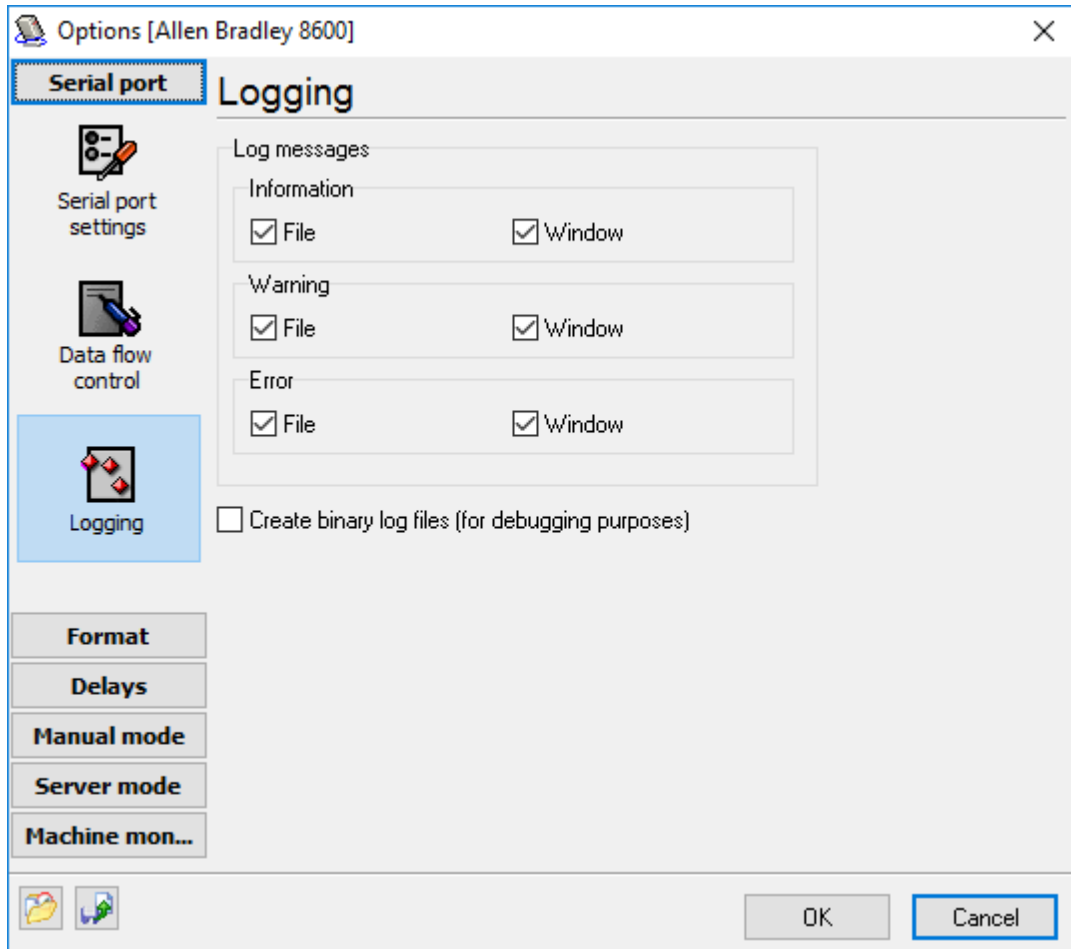 Options [Allen Bradley 8600]
Serial port
Logging
Serial port
settings
Data flow
control
Logging
Log messages
Information
File
Window
Warning
File
Window
Error
File
Window
Create binary log files (for debugging purposes)
Format
Delays
Manual mode
Server mode
Machine mon...
OK
Cancel